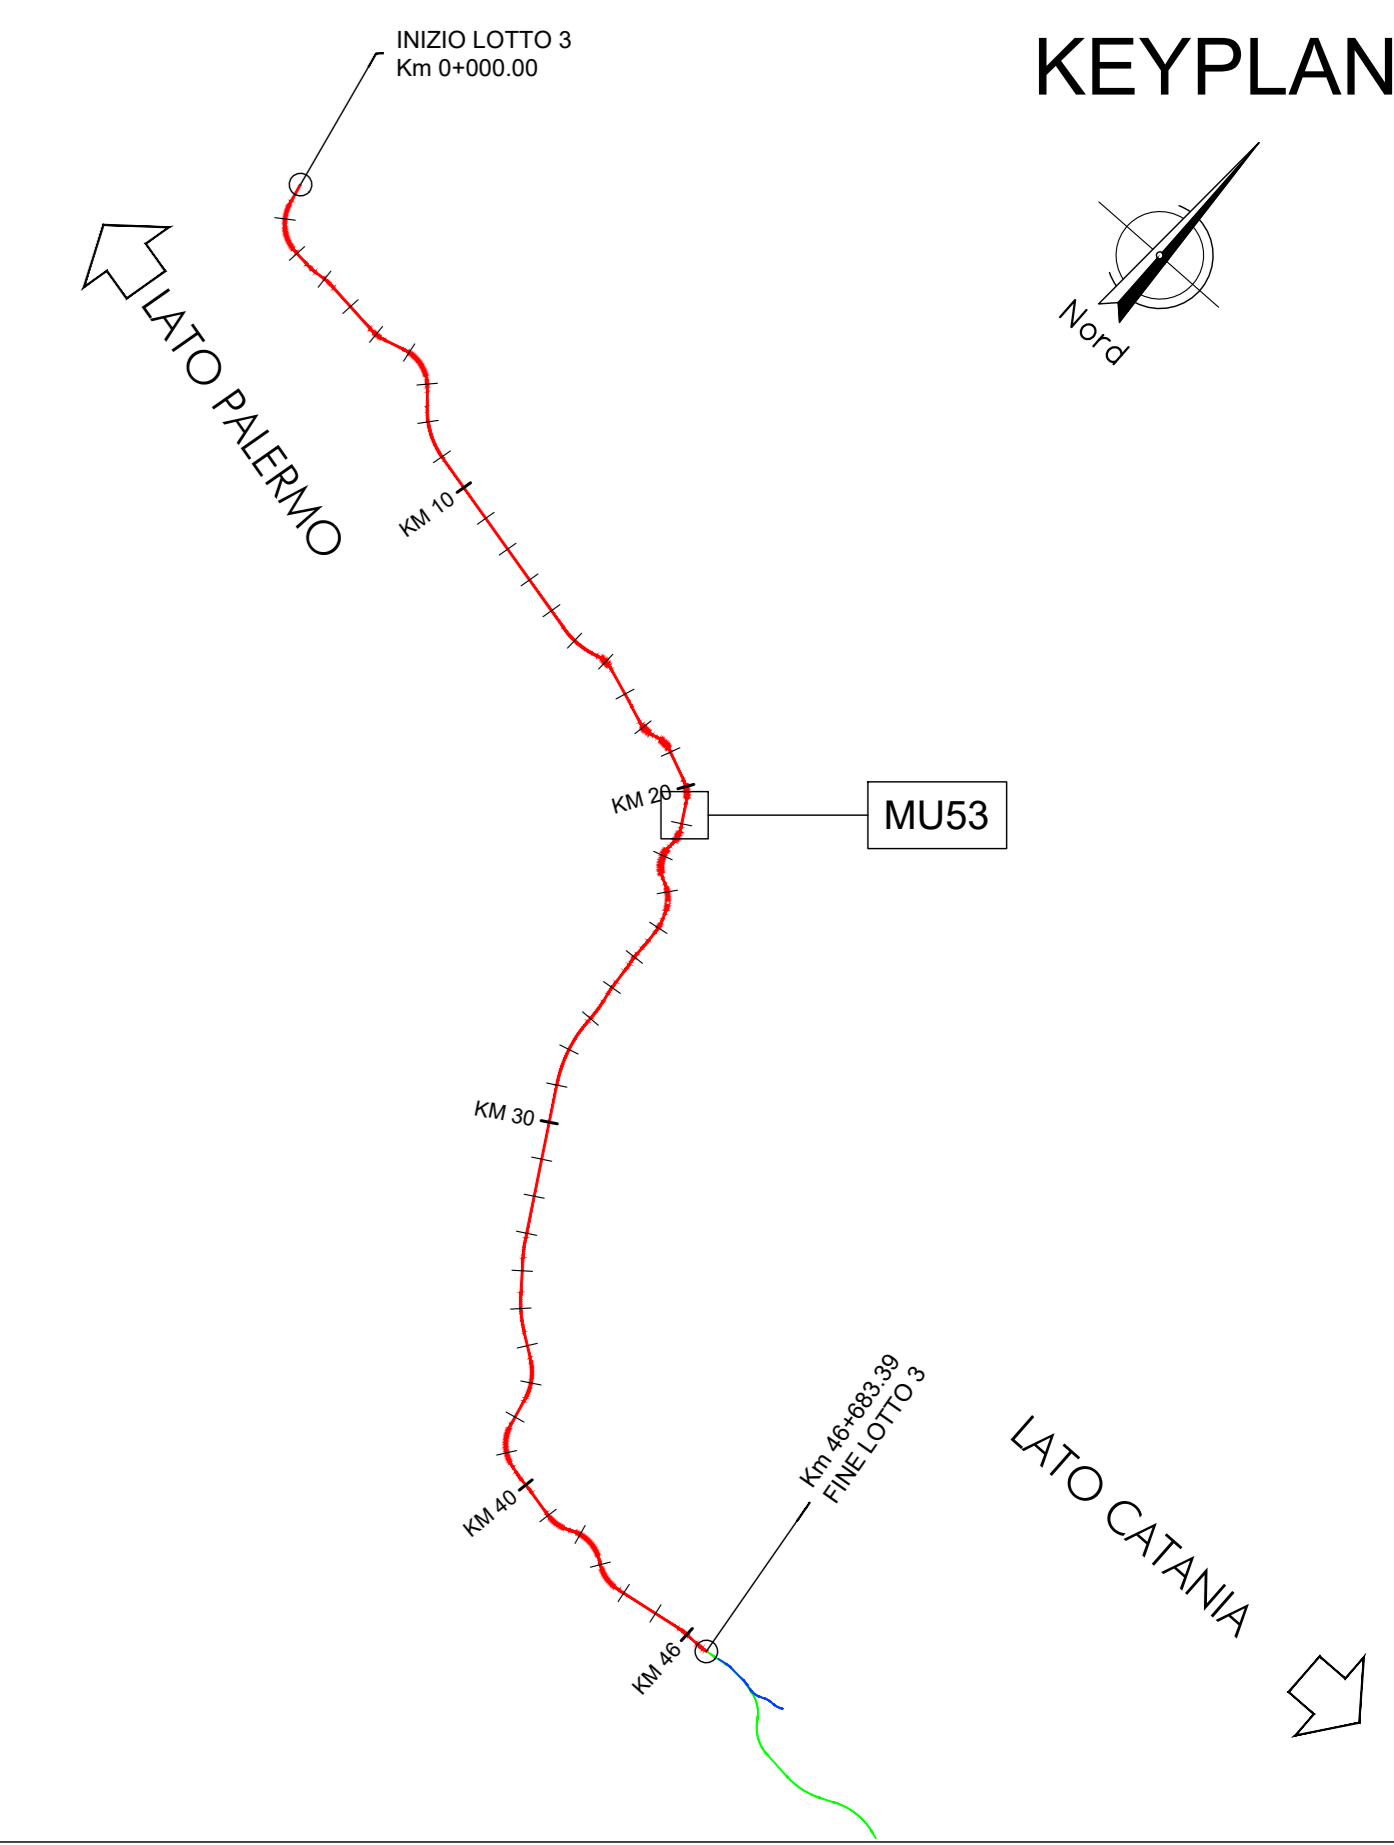 INIZIO LOTTO 3
Km 0+000.00
KEYPLAN
Nord
LATO PALERMO
KM 10
KM 20
MU53
KM 30
Km 46+683.39
FINE LOTTO 3
LATO CATANIA
KM 40
KM 46